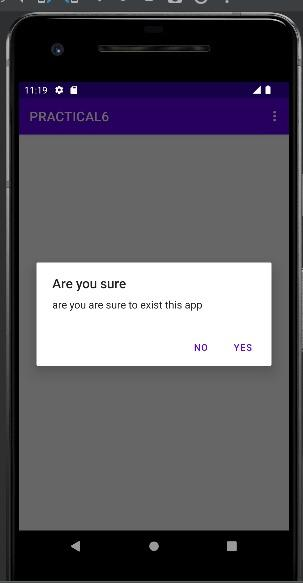 11:19
PRACTICAL6
Are you sure
are you are sure to exist this app
NO YES